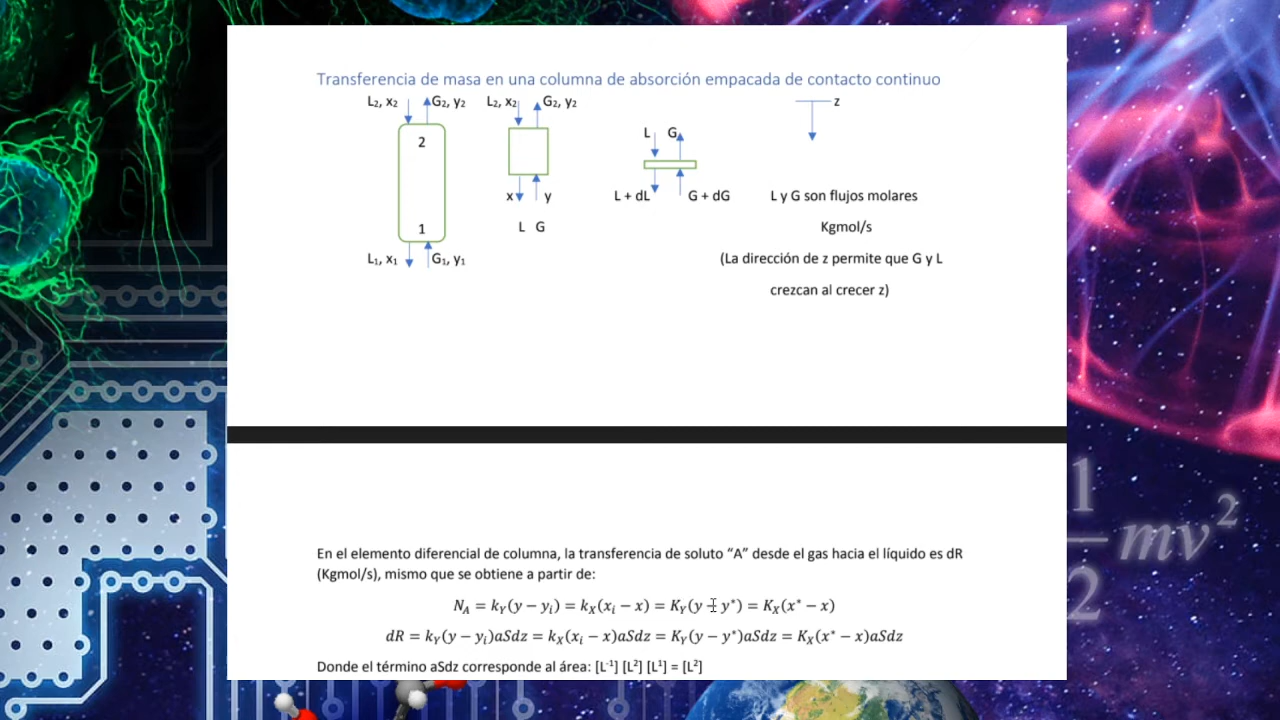 Transferencia de masa en una columna de absorción empacada de contacto continuo
L₂, x₂ G₂, y₂ L₂, x₂ G₂, y₂ z
2 L G
x y L + dL G + dG L y G son flujos molares
1 L G Kgmol/s
L₁, x₁ G₁, y₁ (La dirección de z permite que G y L
crezcan al crecer z)
En el elemento diferencial de columna, la transferencia de soluto “A” desde el gas hacia el líquido es dR
(Kgmol/s), mismo que se obtiene a partir de:
N_A = k_Y(y − y_i) = k_X(x_i − x) = K_Y(y − y*) = K_X(x* − x)
dR = k_Y(y − y_i)aSdz = k_X(x_i − x)aSdz = K_Y(y − y*)aSdz = K_X(x* − x)aSdz
Donde el término aSdz corresponde al área: [L⁻¹] [L²] [L¹] = [L²]
1
2 mv²